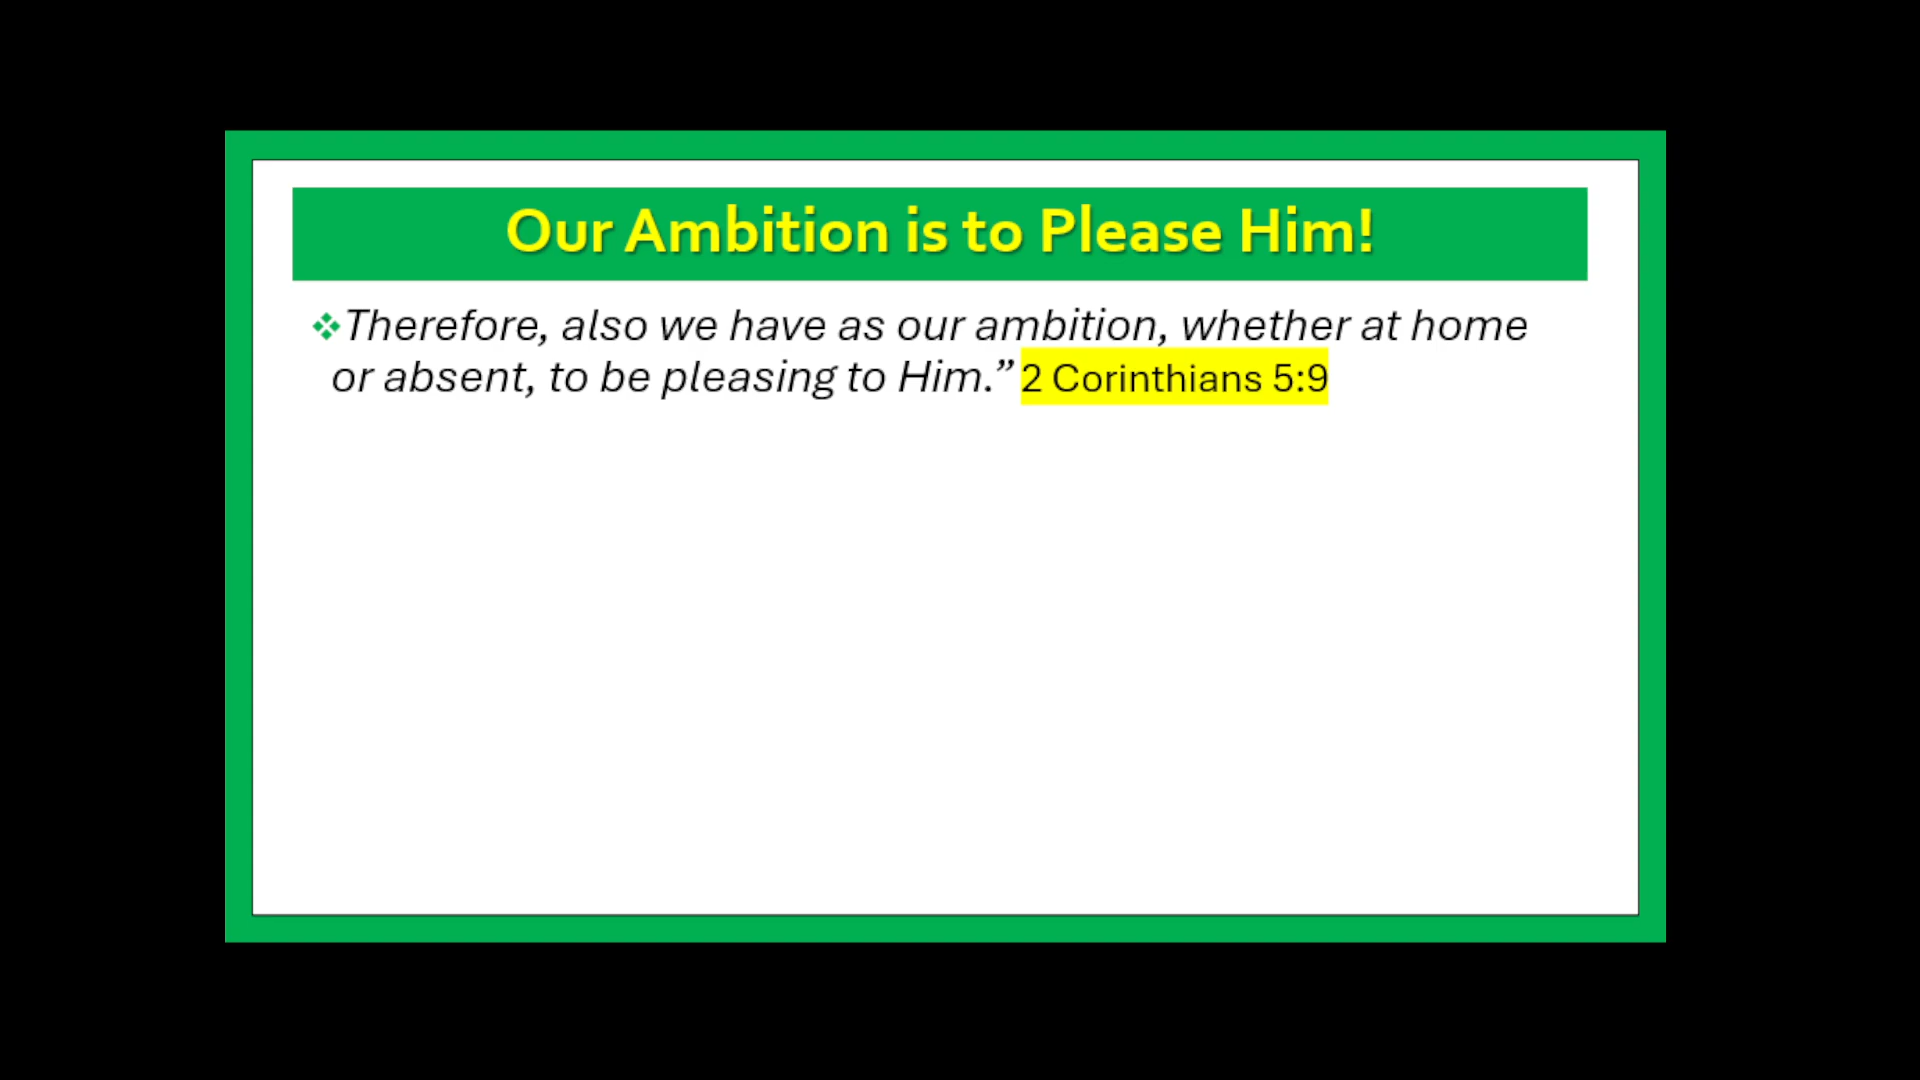 Our Ambition is to Please Him!
❖Therefore, also we have as our ambition, whether at home
or absent, to be pleasing to Him.” 2 Corinthians 5:9